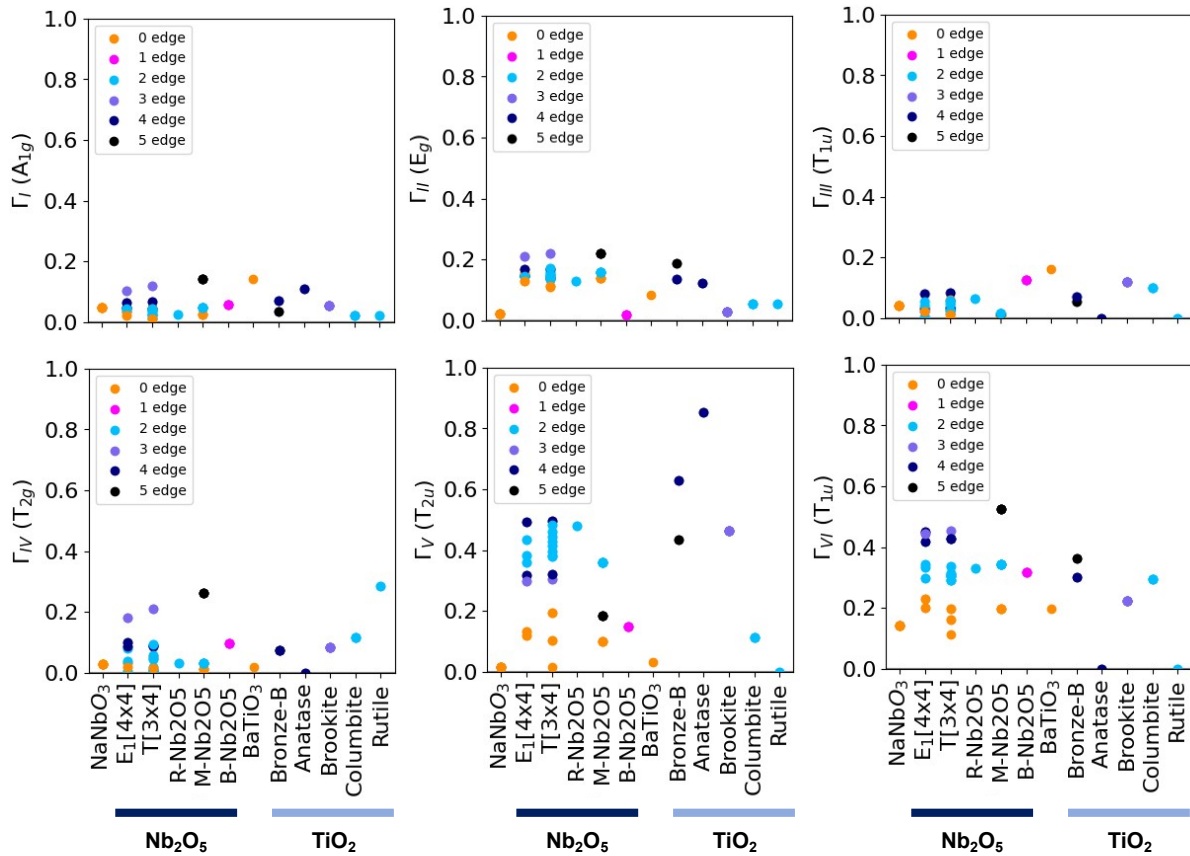 1.0
0.8
0.6
0.4
0.2
0.0
Γ_I (A_1g)
0 edge
1 edge
2 edge
3 edge
4 edge
5 edge
1.0
0.8
0.6
0.4
0.2
0.0
Γ_II (E_g)
0 edge
1 edge
2 edge
3 edge
4 edge
5 edge
1.0
0.8
0.6
0.4
0.2
0.0
Γ_III (T_1u)
0 edge
1 edge
2 edge
3 edge
4 edge
5 edge
1.0
0.8
0.6
0.4
0.2
0.0
Γ_IV (T_2g)
0 edge
1 edge
2 edge
3 edge
4 edge
5 edge
NaNbO₃
E₁[4x4]
T[3x4]
R-Nb2O5
M-Nb2O5
B-Nb2O5
BaTiO₃
Bronze-B
Anatase
Brookite
Columbite
Rutile
Nb₂O₅
TiO₂
1.0
0.8
0.6
0.4
0.2
0.0
Γ_V (T_2u)
0 edge
1 edge
2 edge
3 edge
4 edge
5 edge
NaNbO₃
E₁[4x4]
T[3x4]
R-Nb2O5
M-Nb2O5
B-Nb2O5
BaTiO₃
Bronze-B
Anatase
Brookite
Columbite
Rutile
Nb₂O₅
TiO₂
1.0
0.8
0.6
0.4
0.2
0.0
Γ_VI (T_1u)
0 edge
1 edge
2 edge
3 edge
4 edge
5 edge
NaNbO₃
E₁[4x4]
T[3x4]
R-Nb2O5
M-Nb2O5
B-Nb2O5
BaTiO₃
Bronze-B
Anatase
Brookite
Columbite
Rutile
Nb₂O₅
TiO₂